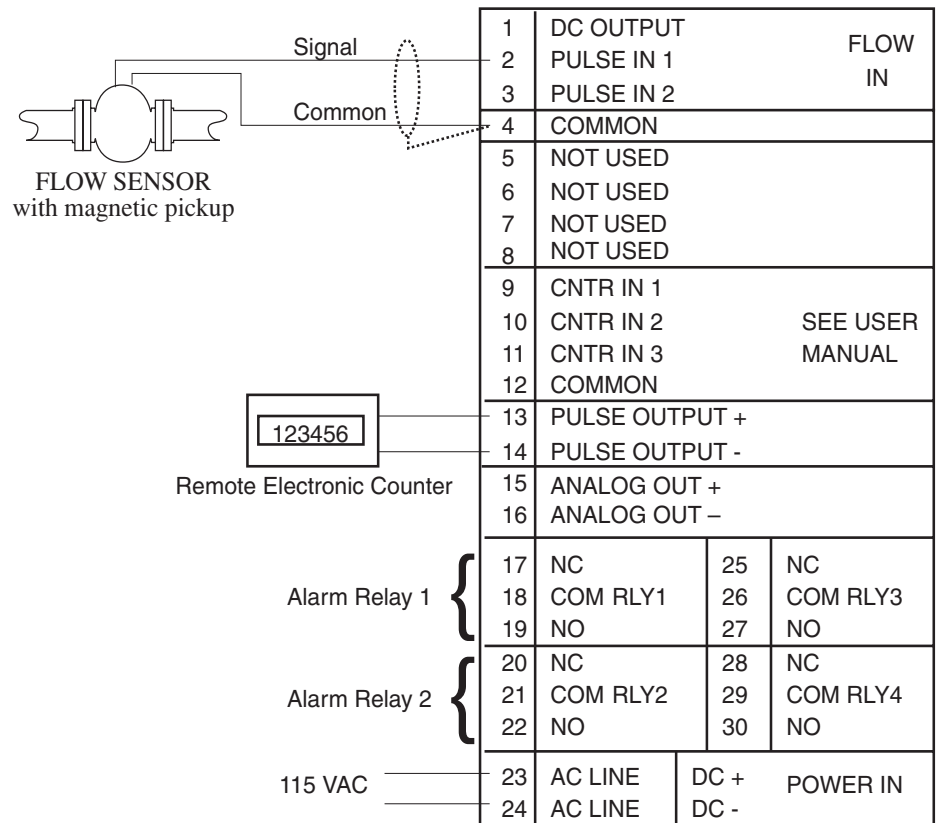 Signal
Common
FLOW SENSOR
with magnetic pickup
1 DC OUTPUT
2 PULSE IN 1
3 PULSE IN 2
FLOW
IN
4 COMMON
5 NOT USED
6 NOT USED
7 NOT USED
8 NOT USED
9 CNTR IN 1
10 CNTR IN 2 SEE USER
11 CNTR IN 3 MANUAL
12 COMMON
123456
Remote Electronic Counter
13 PULSE OUTPUT +
14 PULSE OUTPUT -
15 ANALOG OUT +
16 ANALOG OUT –
Alarm Relay 1
17 NC 25 NC
18 COM RLY1 26 COM RLY3
19 NO 27 NO
Alarm Relay 2
20 NC 28 NC
21 COM RLY2 29 COM RLY4
22 NO 30 NO
115 VAC
23 AC LINE DC + POWER IN
24 AC LINE DC -